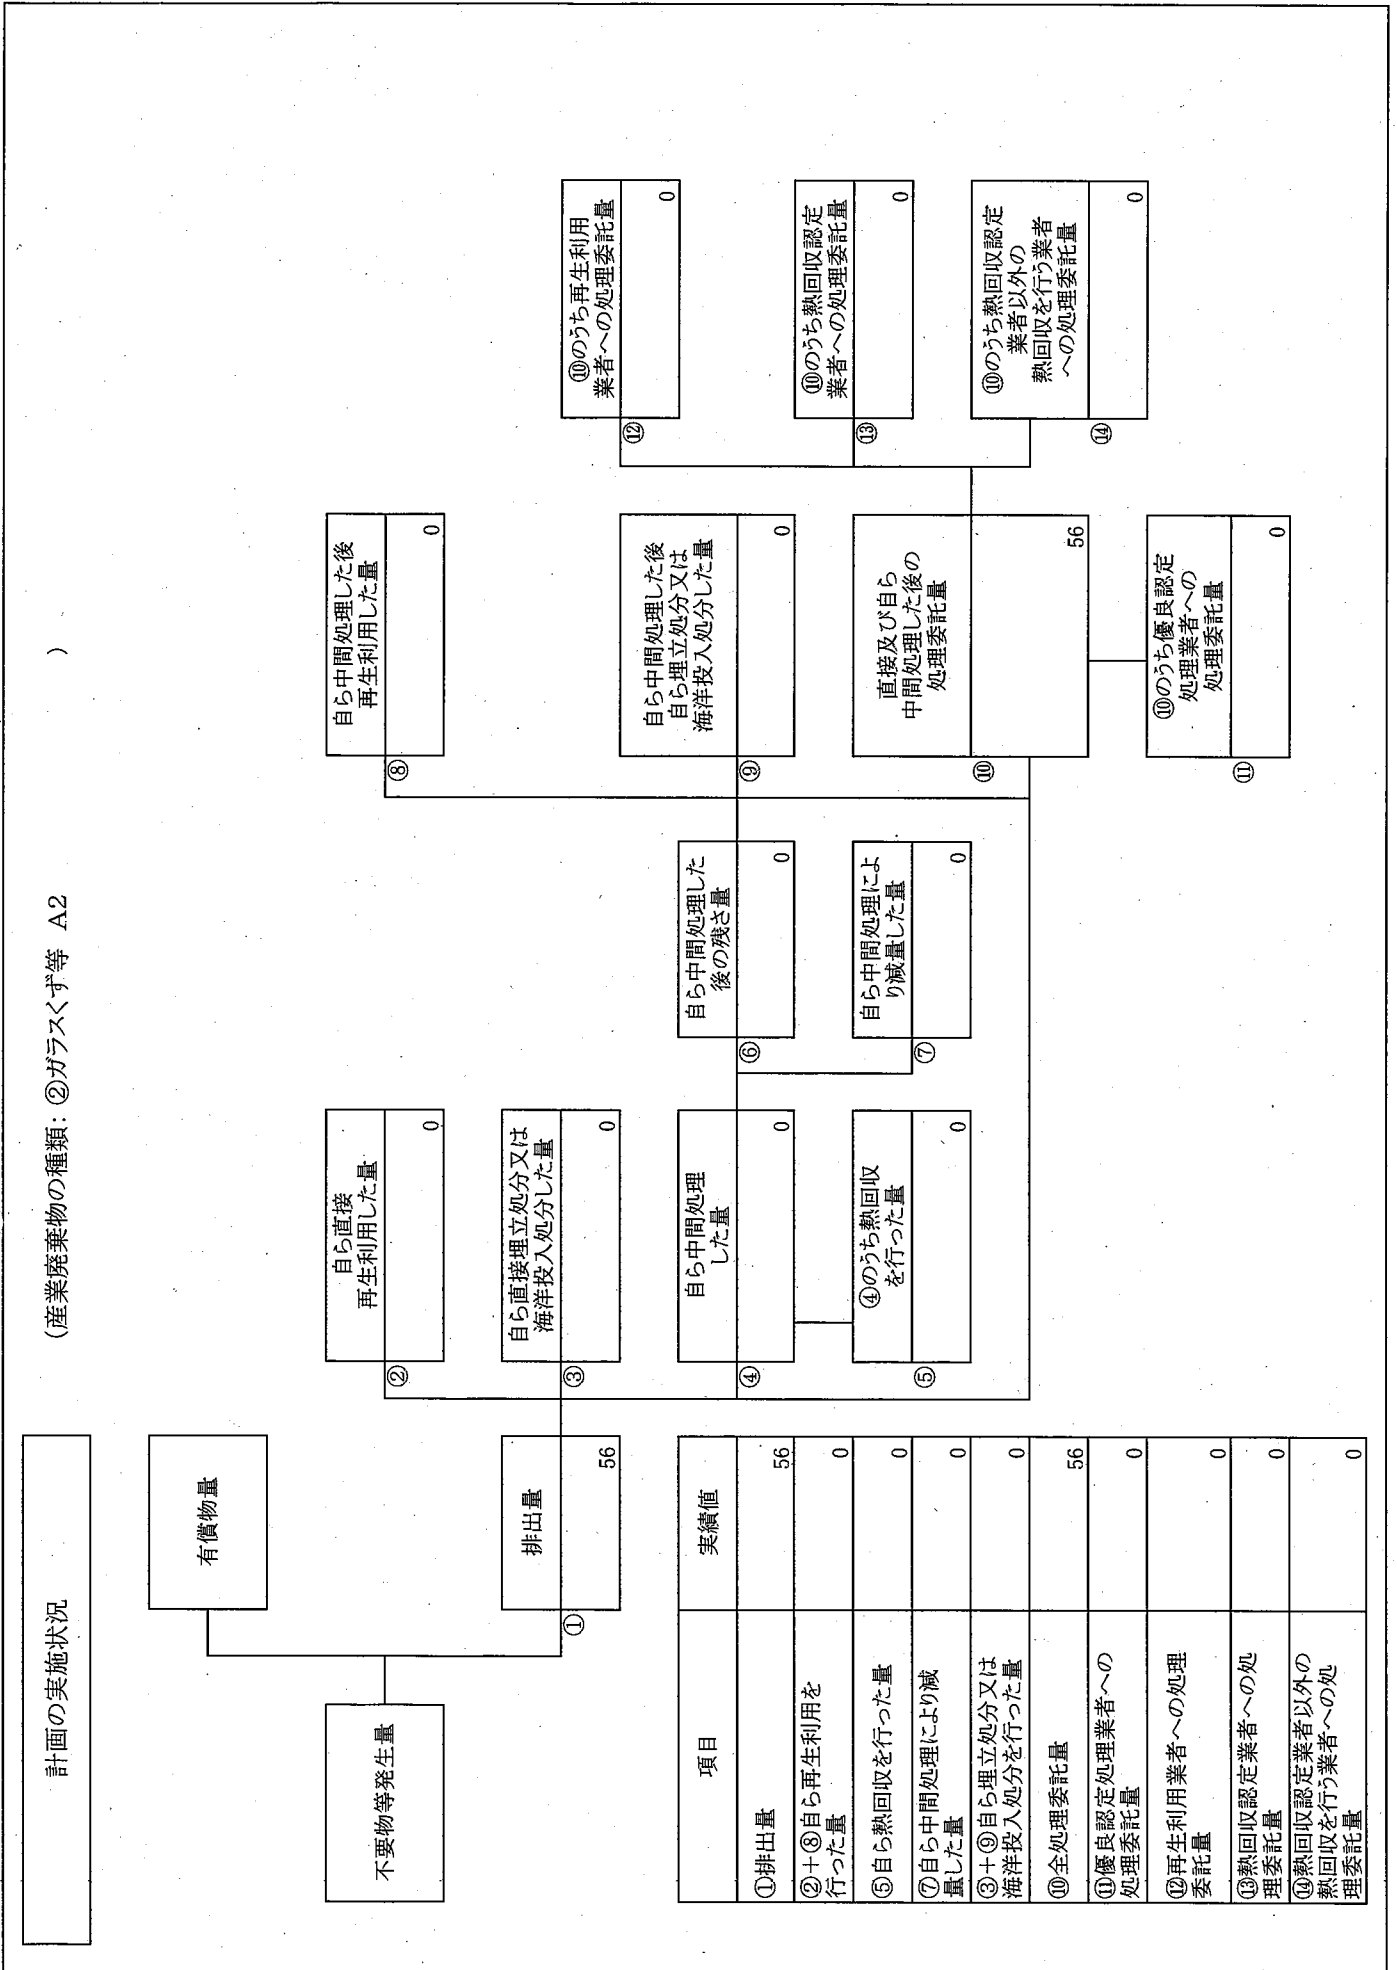 計画の実施状況
(産業廃棄物の種類：②ガラスくず等 A2
)
不要物等発生量
有償物量
①
排出量
56
②
自ら直接
再生利用した量
0
③
自ら直接埋立処分又は
海洋投入処分した量
0
④
自ら中間処理
した量
0
⑤
④のうち熱回収
を行った量
0
⑥
自ら中間処理した
後の残さ量
0
⑦
自ら中間処理によ
り減量した量
0
⑧
自ら中間処理した後
再生利用した量
0
⑨
自ら中間処理した後
自ら埋立処分又は
海洋投入処分した量
0
⑩
直接及び自ら
中間処理した後の
処理委託量
56
⑪
⑩のうち優良認定
処理業者への
処理委託量
0
⑫
⑩のうち再生利用
業者への処理委託量
0
⑬
⑩のうち熱回収認定
業者への処理委託量
0
⑭
⑩のうち熱回収認定
業者以外の
熱回収を行う業者
への処理委託量
0
項目 実績値
①排出量 56
②＋⑧自ら再生利用を
行った量 0
⑤自ら熱回収を行った量 0
⑦自ら中間処理により減
量した量 0
③＋⑨自ら埋立処分又は
海洋投入処分を行った量 0
⑩全処理委託量 56
⑪優良認定処理業者への
処理委託量 0
⑫再生利用業者への処理
委託量 0
⑬熱回収認定業者への処
理委託量 0
⑭熱回収認定業者以外の
熱回収を行う業者への処
理委託量 0